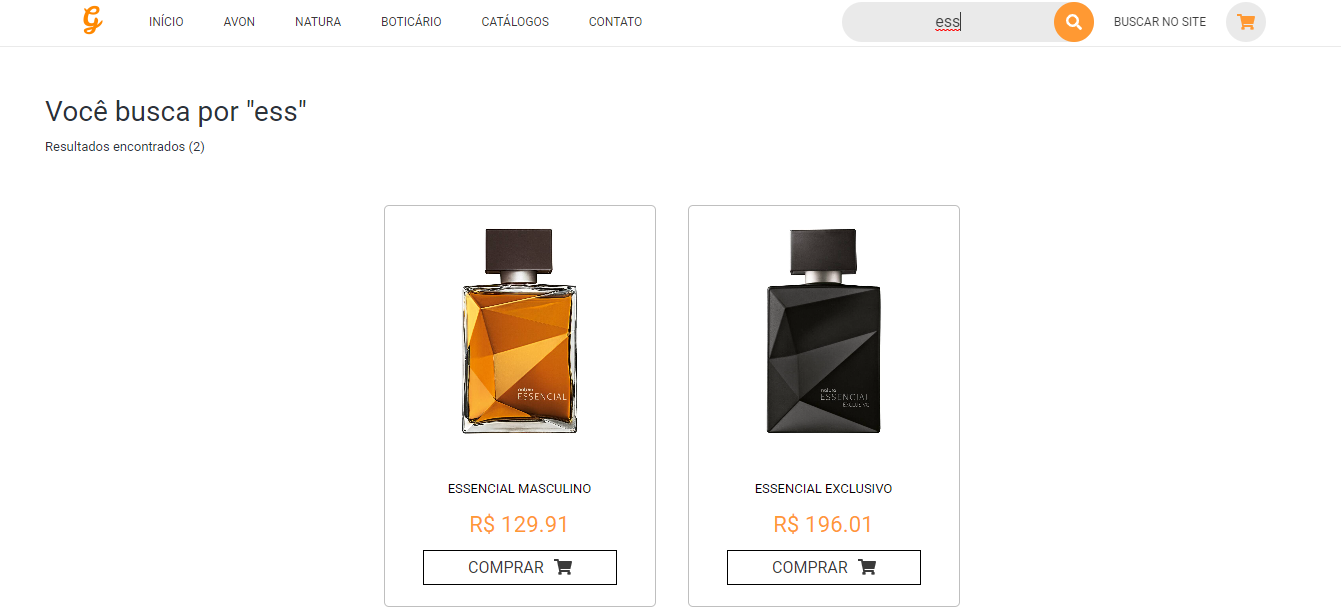 G
INÍCIO AVON NATURA BOTICÁRIO CATÁLOGOS CONTATO ess BUSCAR NO SITE
Você busca por "ess"
Resultados encontrados (2)
natura
ESSENCIAL
natura
ESSENCIAL
EXCLUSIVO
ESSENCIAL MASCULINO
R$ 129.91
COMPRAR
ESSENCIAL EXCLUSIVO
R$ 196.01
COMPRAR